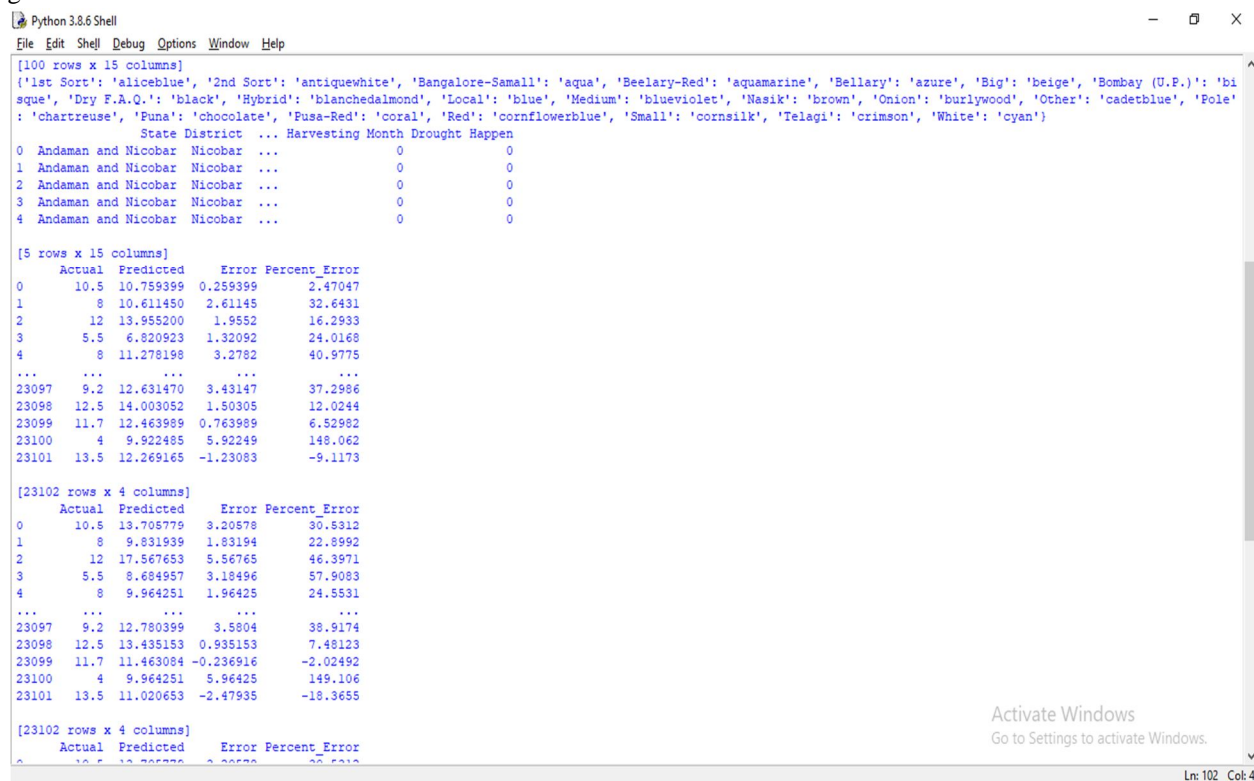 Python 3.8.6 Shell
File Edit Shell Debug Options Window Help
[100 rows x 15 columns]
{'1st Sort': 'aliceblue', '2nd Sort': 'antiquewhite', 'Bangalore-Samall': 'aqua', 'Beelary-Red': 'aquamarine', 'Bellary': 'azure', 'Big': 'beige', 'Bombay (U.P.)': 'bi
sque', 'Dry F.A.Q.': 'black', 'Hybrid': 'blanchedalmond', 'Local': 'blue', 'Medium': 'blueviolet', 'Nasik': 'brown', 'Onion': 'burlywood', 'Other': 'cadetblue', 'Pole'
: 'chartreuse', 'Puna': 'chocolate', 'Pusa-Red': 'coral', 'Red': 'cornflowerblue', 'Small': 'cornsilk', 'Telagi': 'crimson', 'White': 'cyan'}
State District ... Harvesting Month Drought Happen
0 Andaman and Nicobar Nicobar ... 0 0
1 Andaman and Nicobar Nicobar ... 0 0
2 Andaman and Nicobar Nicobar ... 0 0
3 Andaman and Nicobar Nicobar ... 0 0
4 Andaman and Nicobar Nicobar ... 0 0
[5 rows x 15 columns]
Actual Predicted Error Percent_Error
0 10.5 10.759399 0.259399 2.47047
1 8 10.611450 2.61145 32.6431
2 12 13.955200 1.9552 16.2933
3 5.5 6.820923 1.32092 24.0168
4 8 11.278198 3.2782 40.9775
... ... ... ... ...
23097 9.2 12.631470 3.43147 37.2986
23098 12.5 14.003052 1.50305 12.0244
23099 11.7 12.463989 0.763989 6.52982
23100 4 9.922485 5.92249 148.062
23101 13.5 12.269165 -1.23083 -9.1173
[23102 rows x 4 columns]
Actual Predicted Error Percent_Error
0 10.5 13.705779 3.20578 30.5312
1 8 9.831939 1.83194 22.8992
2 12 17.567653 5.56765 46.3971
3 5.5 8.684957 3.18496 57.9083
4 8 9.964251 1.96425 24.5531
... ... ... ... ...
23097 9.2 12.780399 3.5804 38.9174
23098 12.5 13.435153 0.935153 7.48123
23099 11.7 11.463084 -0.236916 -2.02492
23100 4 9.964251 5.96425 149.106
23101 13.5 11.020653 -2.47935 -18.3655
[23102 rows x 4 columns]
Actual Predicted Error Percent_Error
Activate Windows
Go to Settings to activate Windows.
Ln: 102 Col: 4